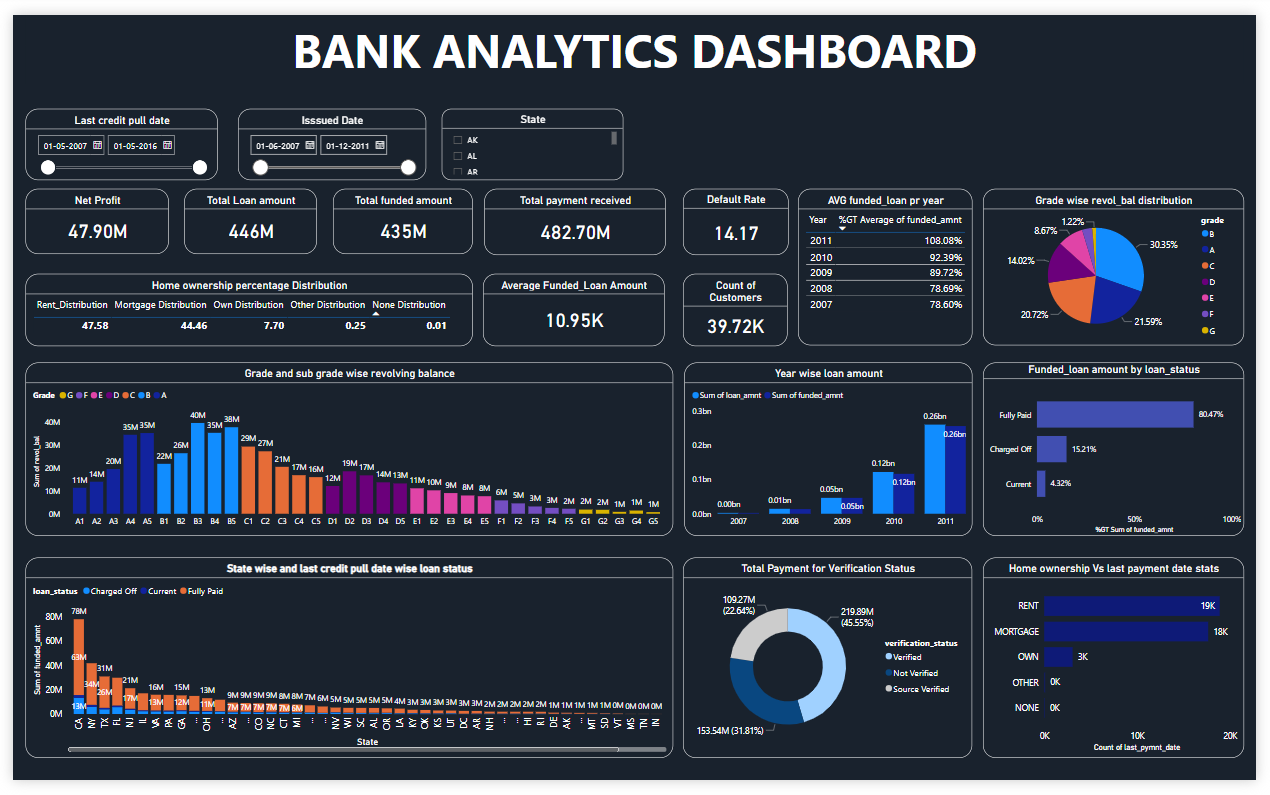 BANK ANALYTICS DASHBOARD
Last credit pull date
01-05-2007 01-05-2016
Isssued Date
01-06-2007 01-12-2011
State
AK
AL
AR
Net Profit
47.90M
Total Loan amount
446M
Total funded amount
435M
Total payment received
482.70M
Default Rate
14.17
AVG funded_loan pr year
Year %GT Average of funded_amnt
2011 108.08%
2010 92.39%
2009 89.72%
2008 78.69%
2007 78.60%
Grade wise revol_bal distribution
1.22%
8.67%
14.02%
20.72%
30.35%
21.59%
grade
B
A
C
D
E
F
G
Home ownership percentage Distribution
Rent_Distribution Mortgage Distribution Own Distribution Other Distribution None Distribution
47.58 44.46 7.70 0.25 0.01
Average Funded_Loan Amount
10.95K
Count of
Customers
39.72K
Grade and sub grade wise revolving balance
Grade G F E D C B A
Sum of revol_bal
40M
30M
20M
10M
0M
11M 14M 20M 35M 35M 22M 26M 40M 35M 38M 29M 27M 21M 17M 16M 12M 19M 17M 14M 13M 11M 10M 9M 8M 8M 6M 5M 3M 3M 2M 2M 2M 1M 1M 1M
A1 A2 A3 A4 A5 B1 B2 B3 B4 B5 C1 C2 C3 C4 C5 D1 D2 D3 D4 D5 E1 E2 E3 E4 E5 F1 F2 F3 F4 F5 G1 G2 G3 G4 G5
Year wise loan amount
Sum of loan_amnt Sum of funded_amnt
0.3bn
0.2bn
0.1bn
0.0bn
0.00bn 0.01bn 0.05bn 0.05bn 0.12bn 0.12bn 0.26bn 0.26bn
2007 2008 2009 2010 2011
Funded_loan amount by loan_status
Fully Paid 80.47%
Charged Off 15.21%
Current 4.32%
0% 50% 100%
%GT Sum of funded_amnt
State wise and last credit pull date wise loan status
loan_status Charged Off Current Fully Paid
Sum of funded_amnt
80M
60M
40M
20M
0M
78M 31M 21M 16M 15M 13M 9M 9M 9M 9M 8M 8M 7M 6M 5M 5M 5M 5M 5M 4M 3M 3M 3M 3M 3M 2M 2M 2M 2M 1M 1M 1M 1M 1M 0M 0M 0M
63M 34M 26M 17M 13M 12M 11M 7M 7M 7M 7M 6M
13M
CA NY TX FL NJ IL VA PA GA ... OH ... AZ ... CO NC CT MI ... ... NV WI SC AL OR LA KY OK KS UT DC AR NH ... ... HI RI DE AK ... MT SD VT MS TN IN
State
Total Payment for Verification Status
109.27M
(22.64%)
219.89M
(45.55%)
153.54M (31.81%)
verification_status
Verified
Not Verified
Source Verified
Home ownership Vs last payment date stats
RENT 19K
MORTGAGE 18K
OWN 3K
OTHER 0K
NONE 0K
0K 10K 20K
Count of last_pymnt_date